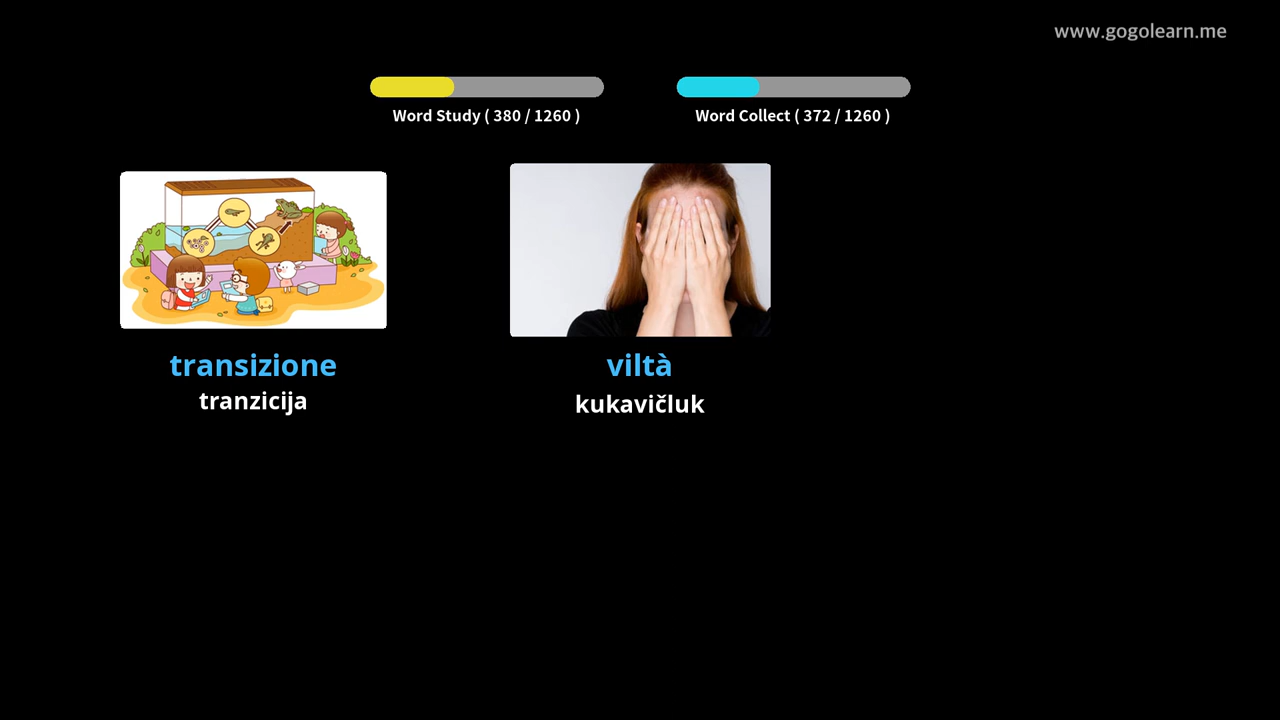 www.gogolearn.me
Word Study ( 380 / 1260 )
Word Collect ( 372 / 1260 )
transizione
tranzicija
viltà
kukavičluk